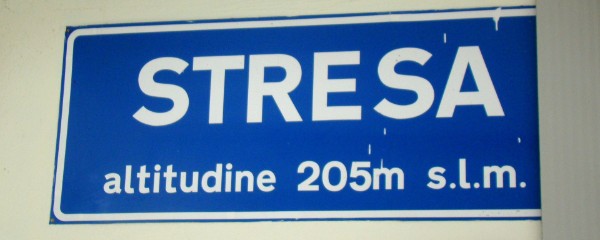 STRESA
altitudine 205m s.l.m.